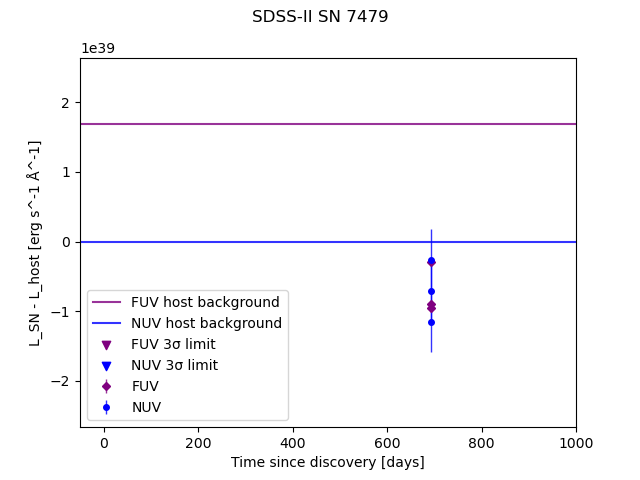 SDSS-II SN 7479
1e39
L_SN - L_host [erg s^-1 Å^-1]
2
1
0
−1
−2
FUV host background
NUV host background
FUV 3σ limit
NUV 3σ limit
FUV
NUV
0 200 400 600 800 1000
Time since discovery [days]